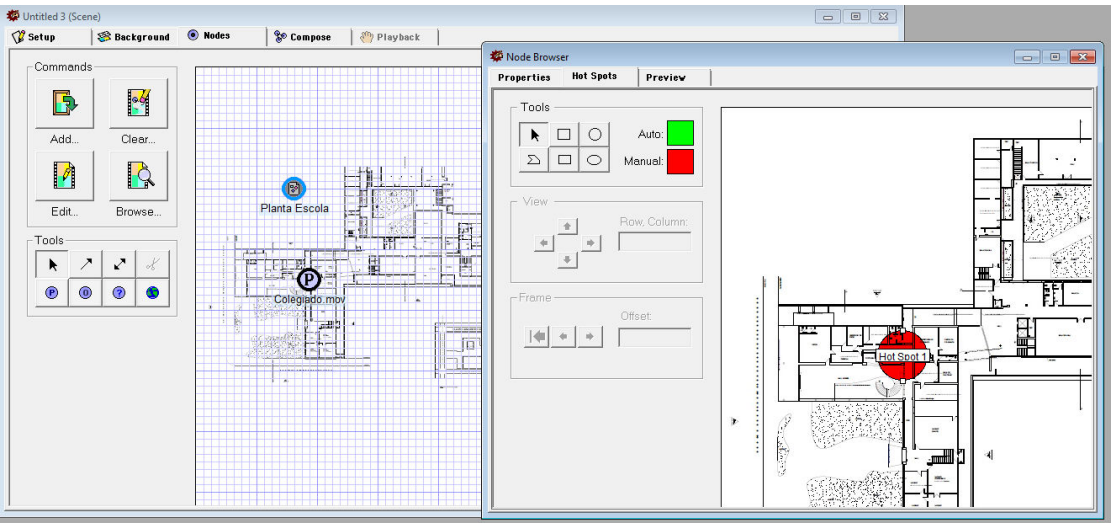 Untitled 3 (Scene)
Setup
Background
Nodes
Compose
Playback
Commands
Add...
Clear...
Edit...
Browse...
Tools
P
?
Planta Escola
P
Colegiado.mov
Node Browser
Properties
Hot Spots
Preview
Tools
Auto:
Manual:
View
Row, Column:
Frame
Offset:
Hot Spot 1